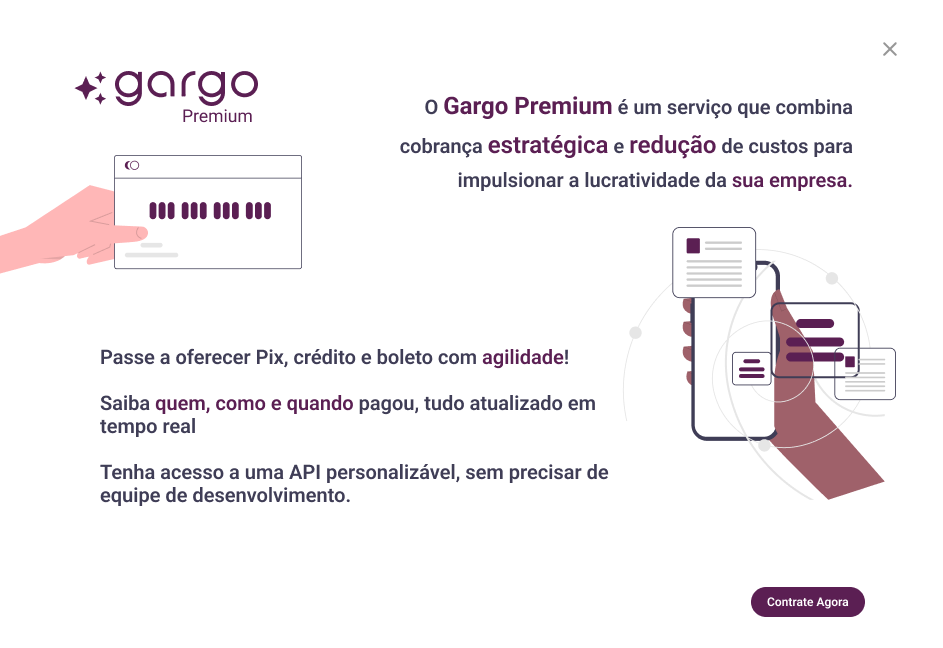 gargo
Premium
O Gargo Premium é um serviço que combina
cobrança estratégica e redução de custos para
impulsionar a lucratividade da sua empresa.
Passe a oferecer Pix, crédito e boleto com agilidade!
Saiba quem, como e quando pagou, tudo atualizado em
tempo real
Tenha acesso a uma API personalizável, sem precisar de
equipe de desenvolvimento.
Contrate Agora